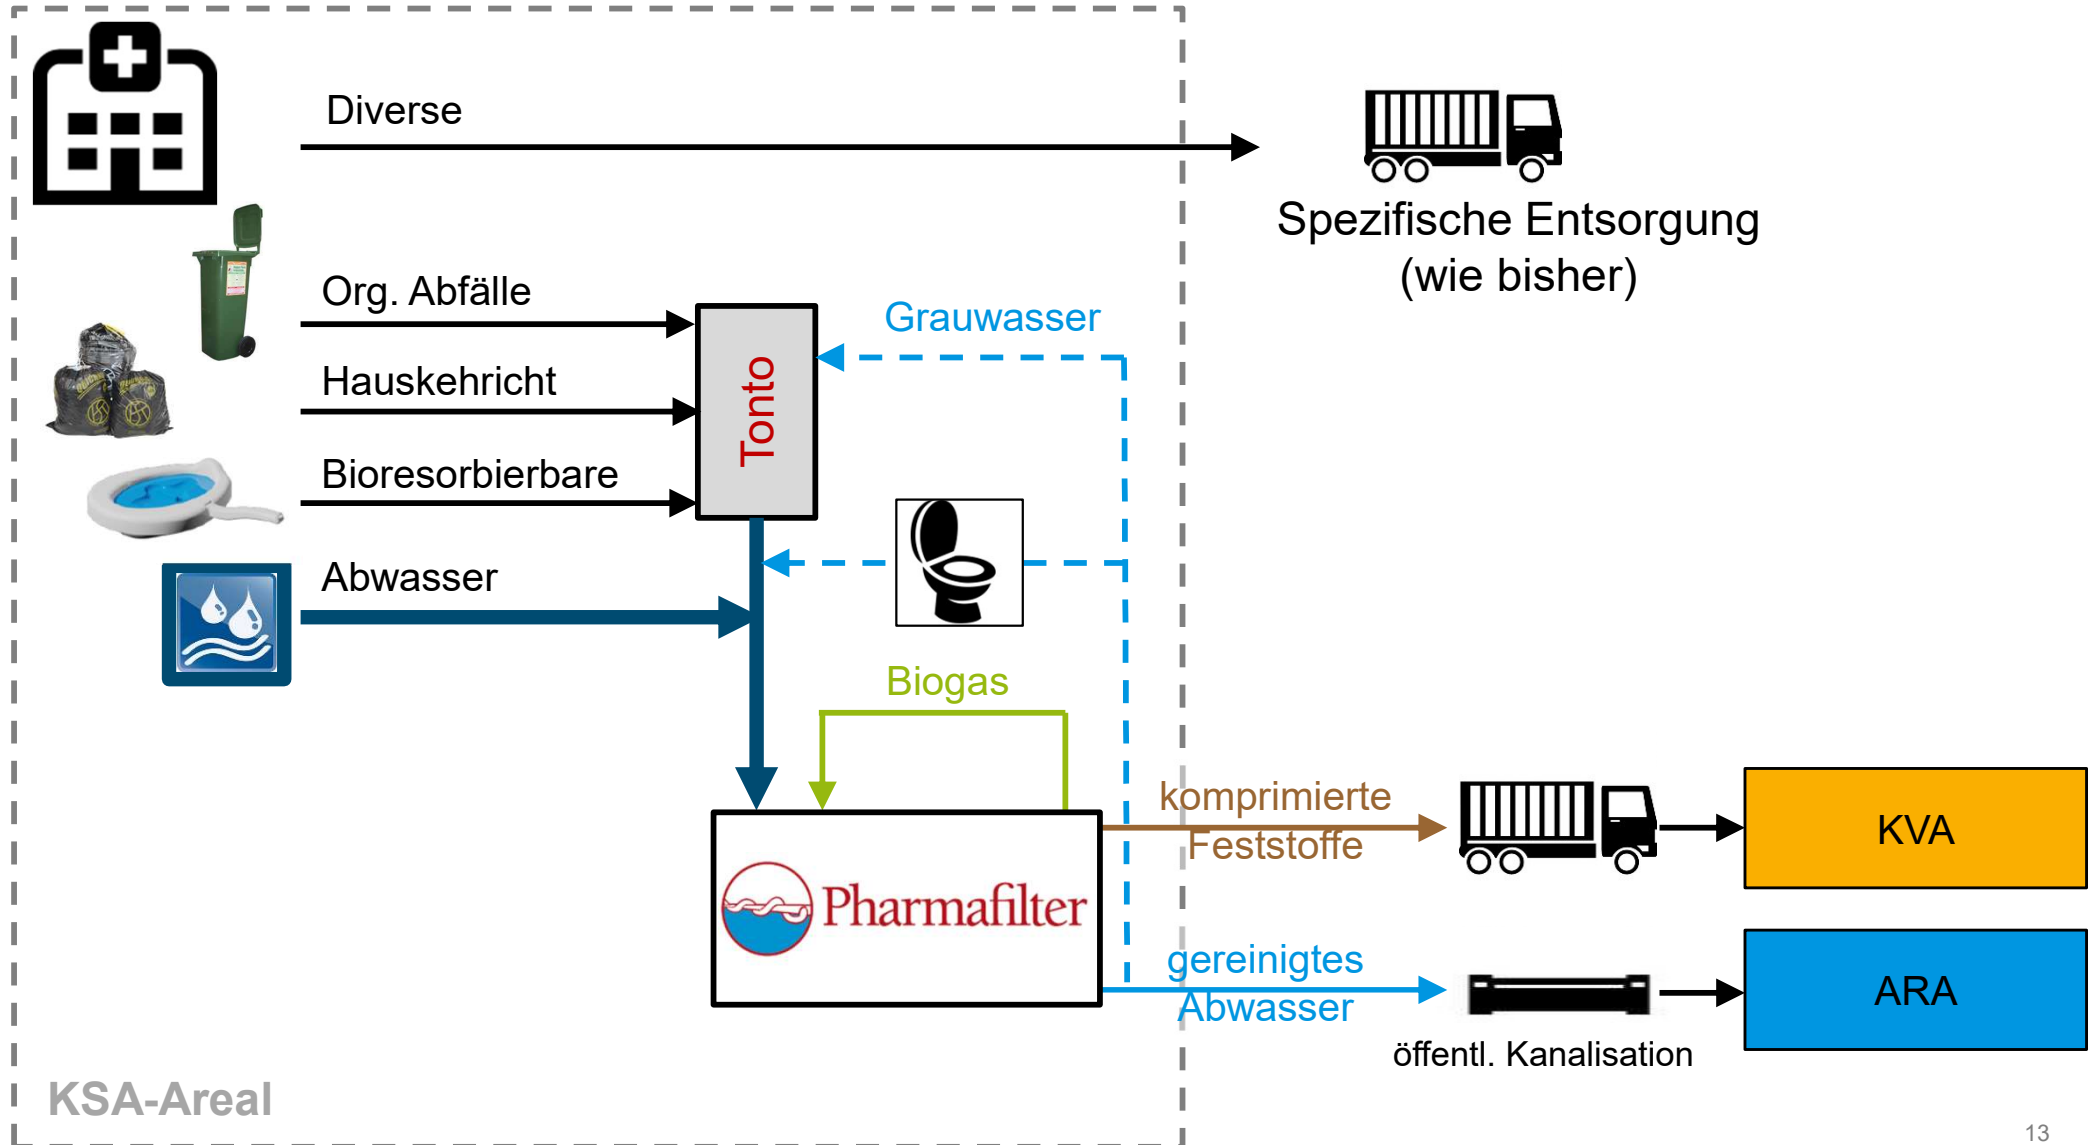 Diverse
Spezifische Entsorgung
(wie bisher)
Org. Abfälle
Grauwasser
Hauskehricht
Tonto
Bioresorbierbare
Abwasser
Biogas
komprimierte
Feststoffe
KVA
Pharmafilter
gereinigtes
Abwasser
ARA
öffentl. Kanalisation
KSA-Areal
13